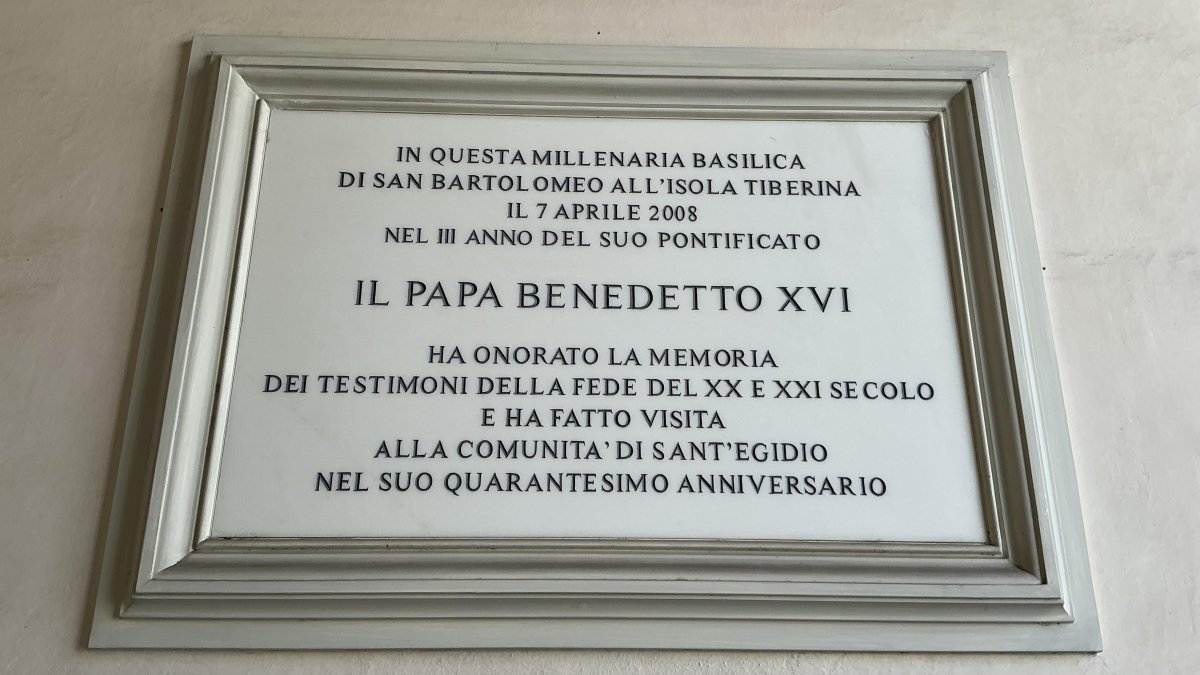 IN QUESTA MILLENARIA BASILICA
DI SAN BARTOLOMEO ALL'ISOLA TIBERINA
IL 7 APRILE 2008
NEL III ANNO DEL SUO PONTIFICATO
IL PAPA BENEDETTO XVI
HA ONORATO LA MEMORIA
DEI TESTIMONI DELLA FEDE DEL XX E XXI SECOLO
E HA FATTO VISITA
ALLA COMUNITA' DI SANT'EGIDIO
NEL SUO QUARANTESIMO ANNIVERSARIO